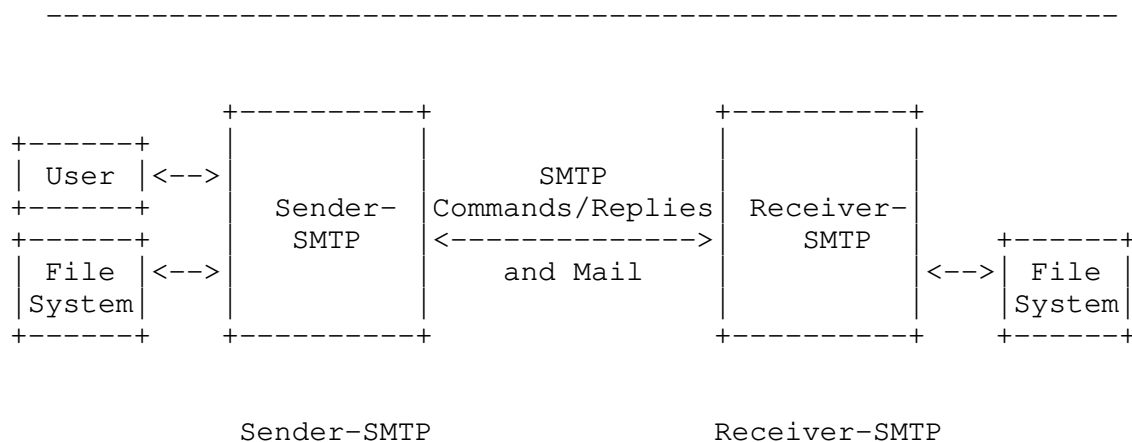 User SMTP
Sender- Commands/Replies Receiver-
SMTP SMTP
File and Mail File
System System
Sender-SMTP Receiver-SMTP